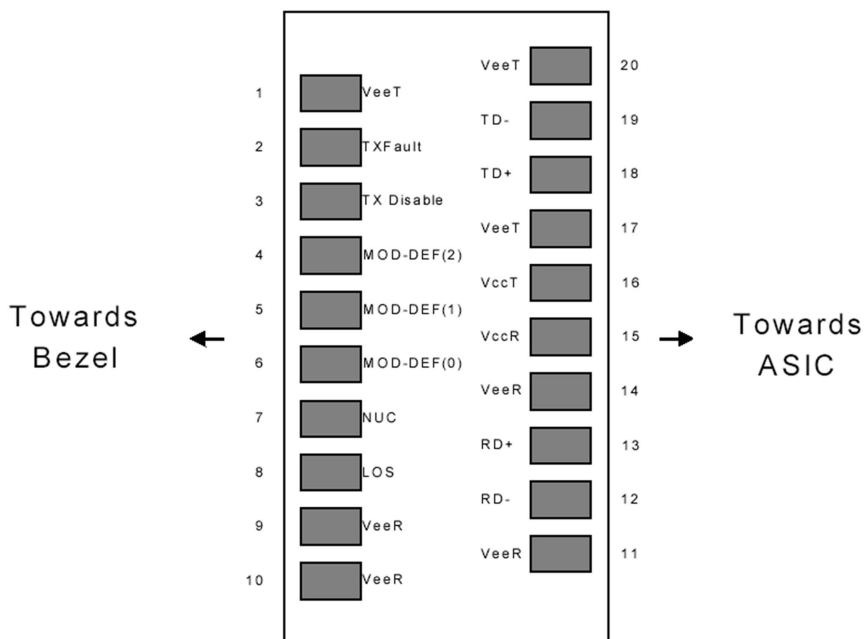 VeeT 20
1 VeeT
TD- 19
2 TXFault
TD+ 18
3 TX Disable
VeeT 17
4 MOD-DEF(2)
VccT 16
5 MOD-DEF(1)
Towards
Bezel
VccR 15
Towards
ASIC
6 MOD-DEF(0)
VeeR 14
7 NUC
RD+ 13
8 LOS
RD- 12
9 VeeR
VeeR 11
10 VeeR